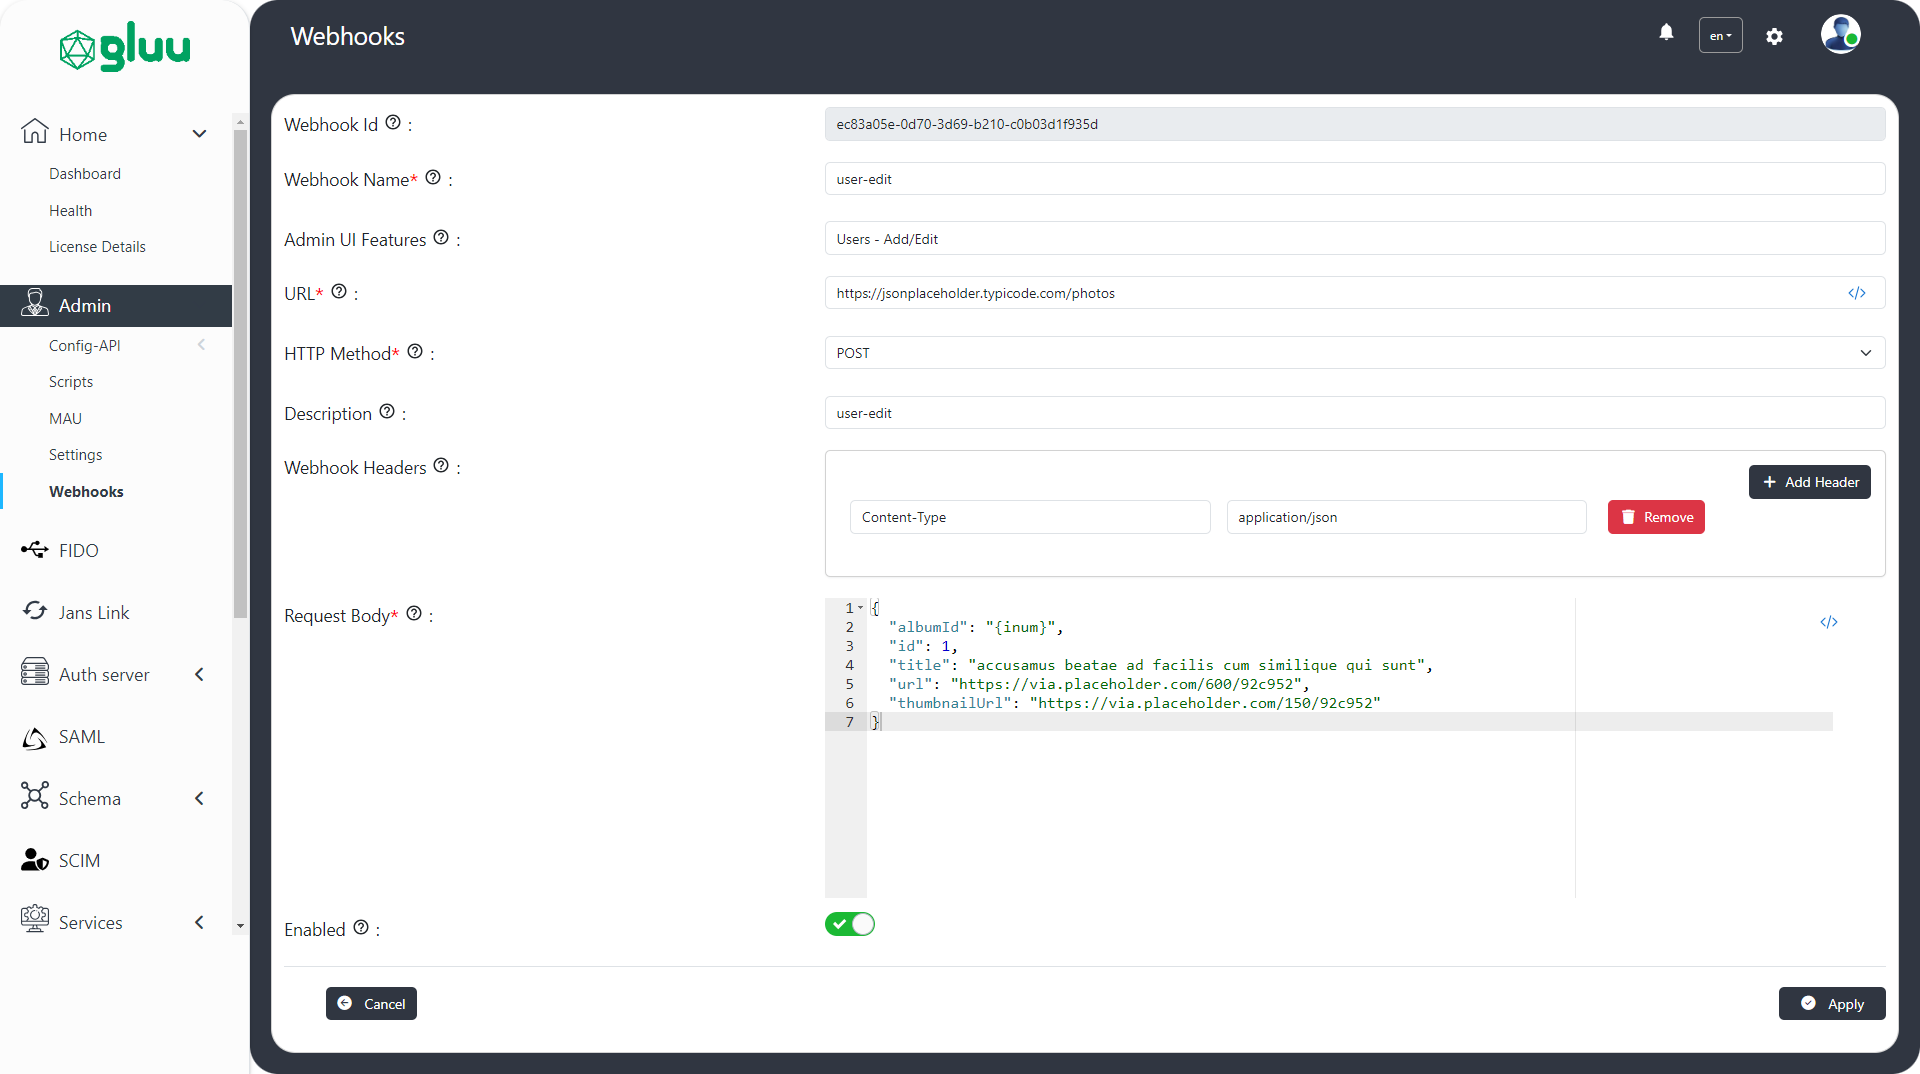 gluu
Webhooks
en
Home
Dashboard
Health
License Details
Admin
Config-API
Scripts
MAU
Settings
Webhooks
FIDO
Jans Link
Auth server
SAML
Schema
SCIM
Services
Webhook Id :
ec83a05e-0d70-3d69-b210-c0b03d1f935d
Webhook Name* :
user-edit
Admin UI Features :
Users - Add/Edit
URL* :
https://jsonplaceholder.typicode.com/photos
</>
HTTP Method* :
POST
Description :
user-edit
Webhook Headers :
Add Header
Content-Type
application/json
Remove
Request Body* :
</>
1 {
2 "albumId": "{inum}",
3 "id": 1,
4 "title": "accusamus beatae ad facilis cum similique qui sunt",
5 "url": "https://via.placeholder.com/600/92c952",
6 "thumbnailUrl": "https://via.placeholder.com/150/92c952"
7 }
Enabled :
Cancel
Apply